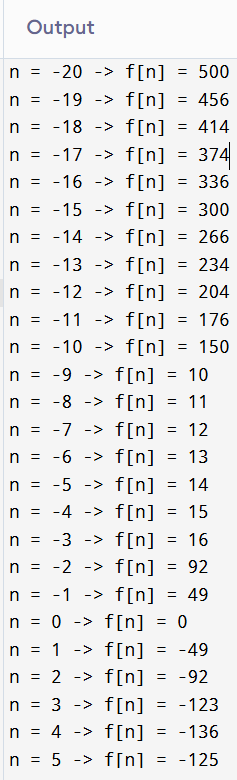 Output
n = -20 -> f[n] = 500
n = -19 -> f[n] = 456
n = -18 -> f[n] = 414
n = -17 -> f[n] = 374
n = -16 -> f[n] = 336
n = -15 -> f[n] = 300
n = -14 -> f[n] = 266
n = -13 -> f[n] = 234
n = -12 -> f[n] = 204
n = -11 -> f[n] = 176
n = -10 -> f[n] = 150
n = -9 -> f[n] = 10
n = -8 -> f[n] = 11
n = -7 -> f[n] = 12
n = -6 -> f[n] = 13
n = -5 -> f[n] = 14
n = -4 -> f[n] = 15
n = -3 -> f[n] = 16
n = -2 -> f[n] = 92
n = -1 -> f[n] = 49
n = 0 -> f[n] = 0
n = 1 -> f[n] = -49
n = 2 -> f[n] = -92
n = 3 -> f[n] = -123
n = 4 -> f[n] = -136
n = 5 -> f[n] = -125